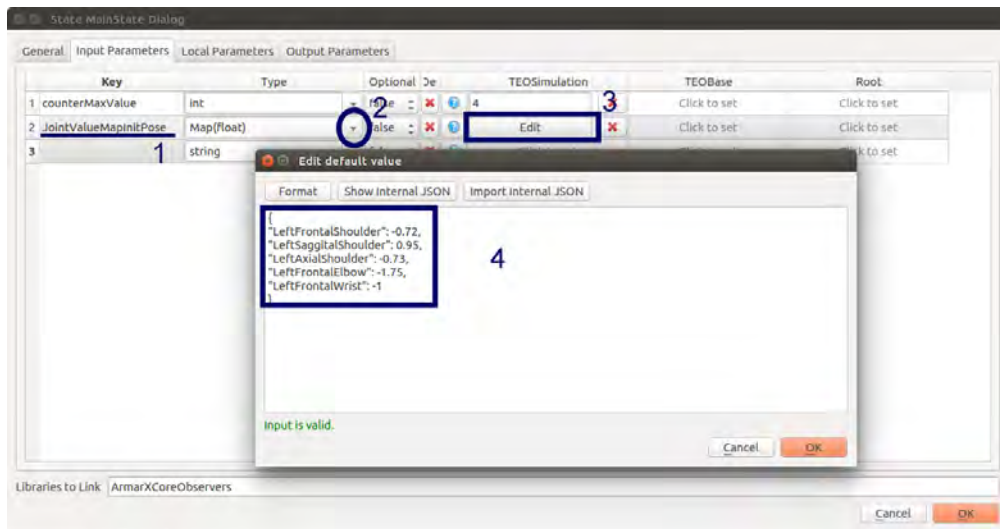 State MainState Dialog
General Input Parameters Local Parameters Output Parameters
Key Type Optional De TEOSimulation TEOBase Root
1 counterMaxValue int false 4 Click to set Click to set
2 JointValueMapInitPose Map(float) false Edit Click to set Click to set
3 string
1
2
3
Edit default value
Format Show Internal JSON Import Internal JSON
{
"LeftFrontalShoulder": -0.72,
"LeftSaggitalShoulder": 0.95,
"LeftAxialShoulder": -0.73,
"LeftFrontalElbow": -1.75,
"LeftFrontalWrist": -1
}
4
Input is valid.
Cancel OK
Libraries to Link ArmarXCoreObservers
Cancel OK